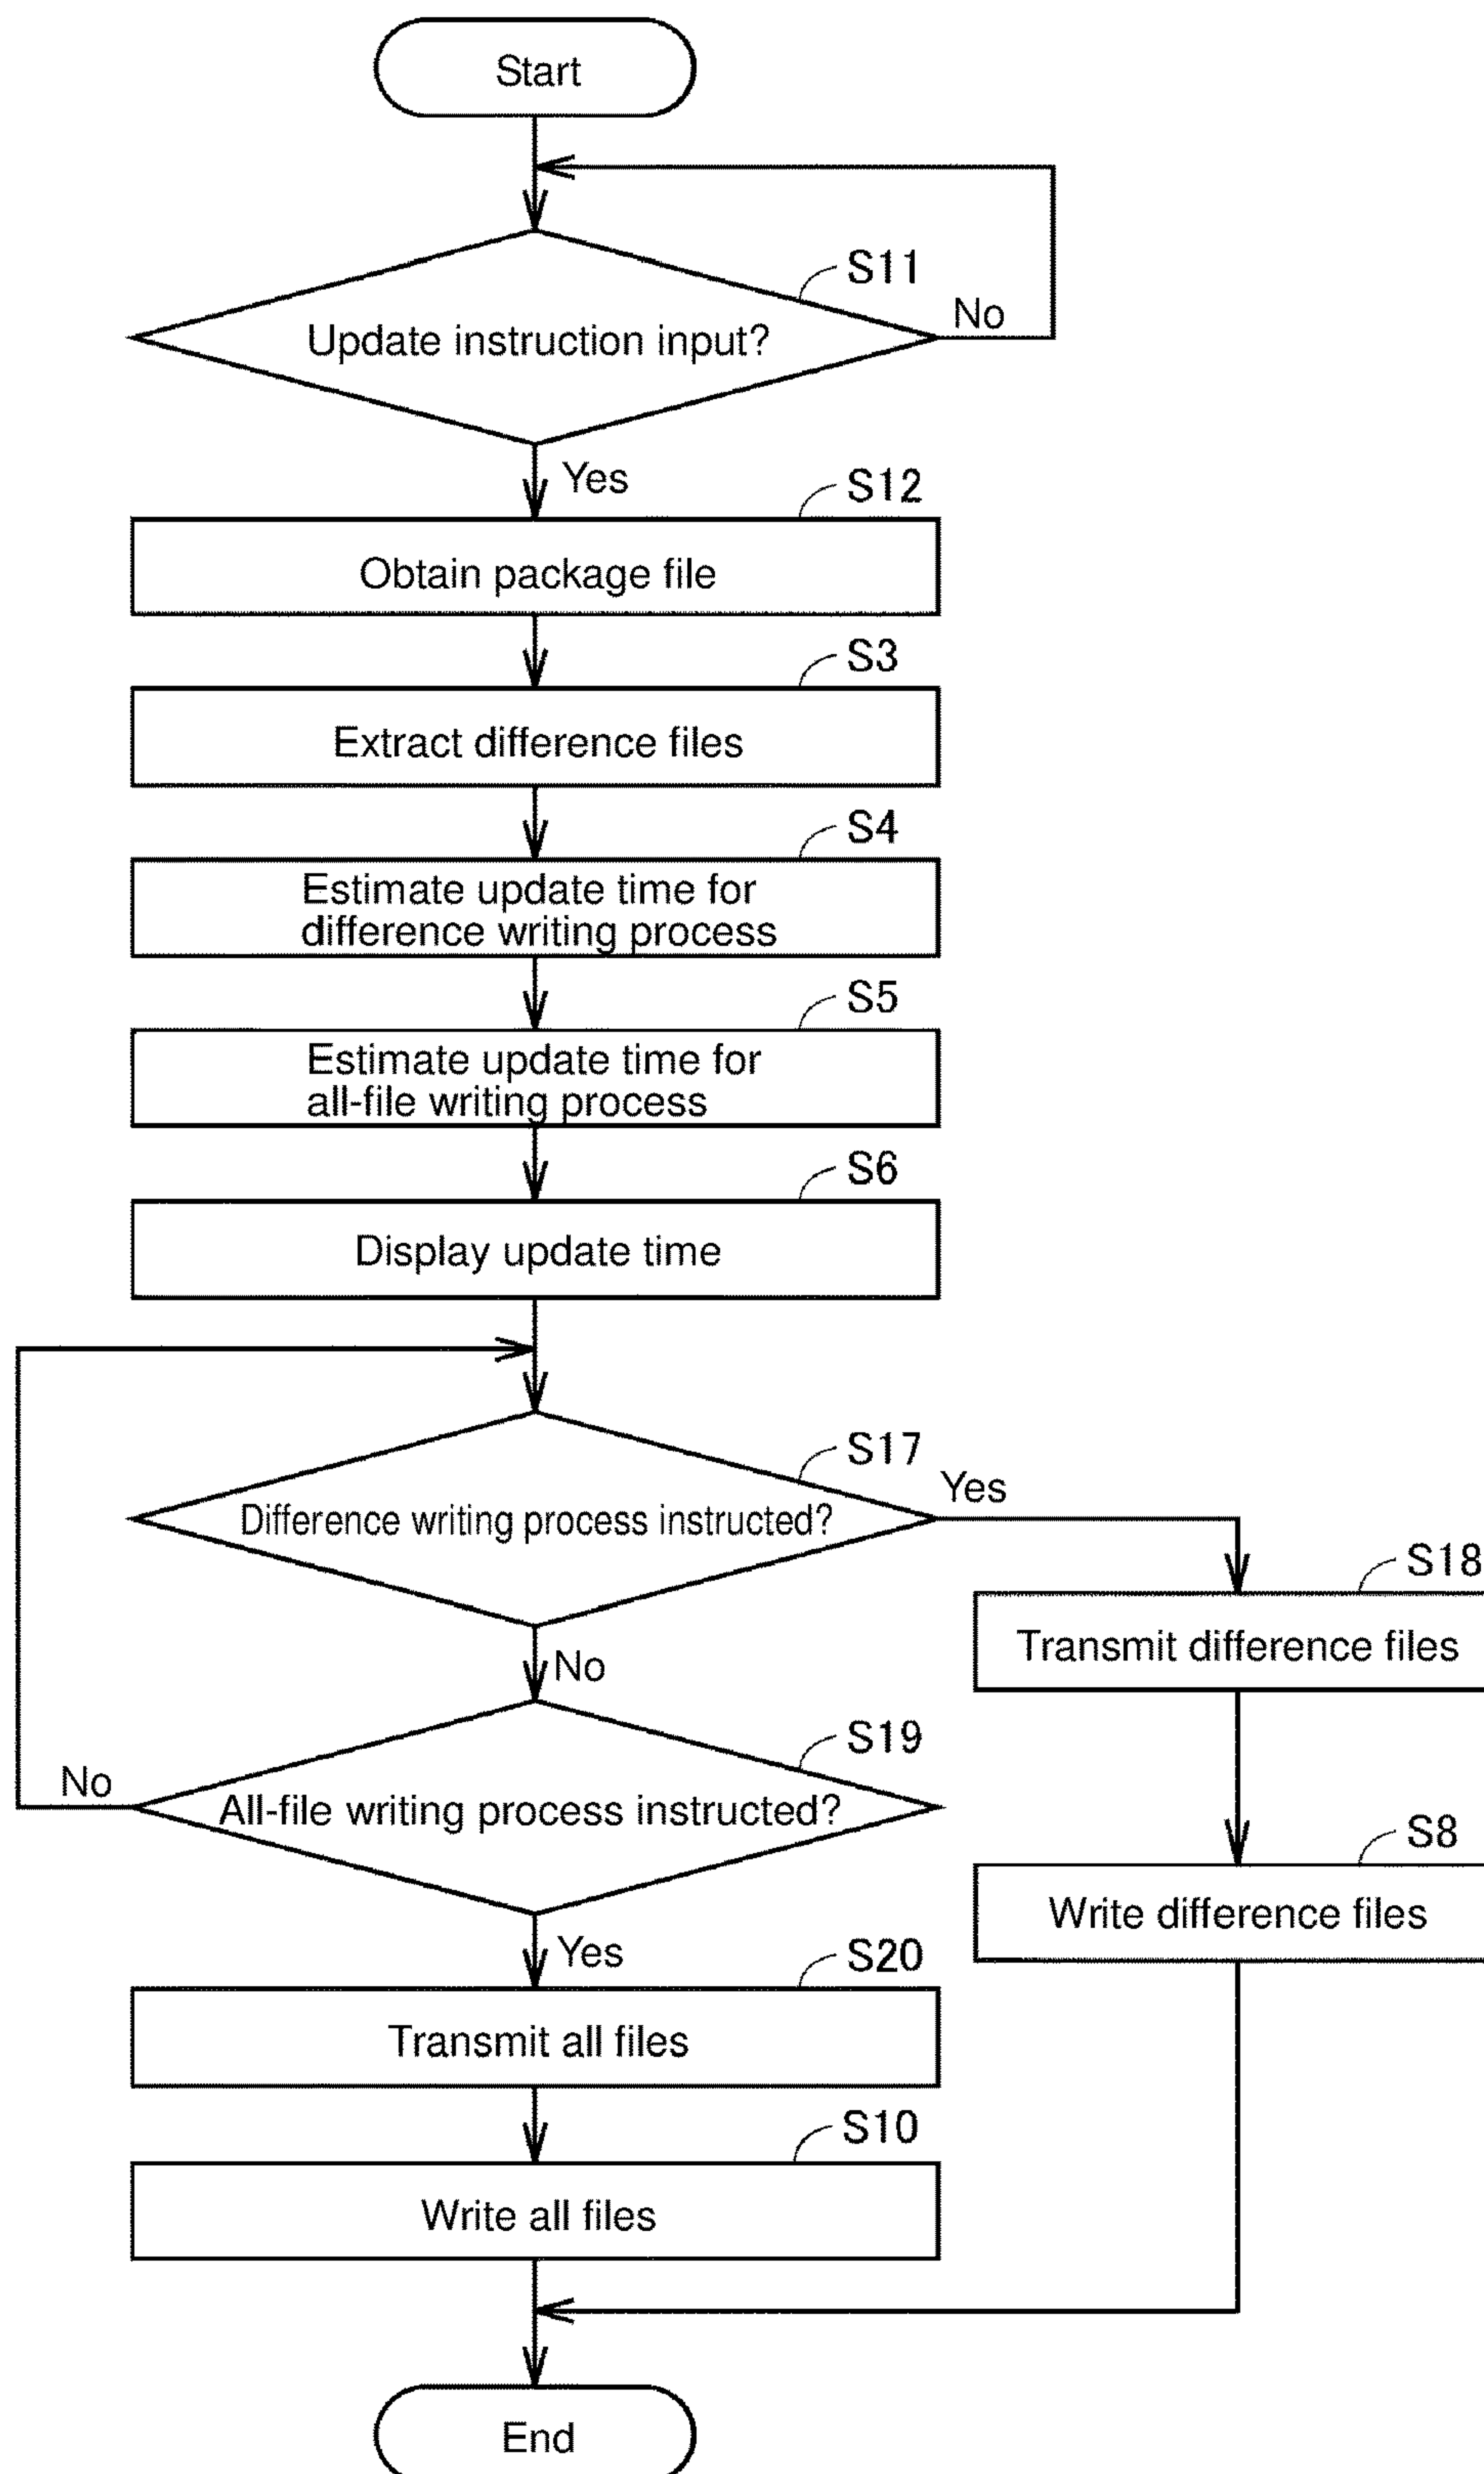 Start
S11
Update instruction input?
No
Yes
S12
Obtain package file
S3
Extract difference files
S4
Estimate update time for
difference writing process
S5
Estimate update time for
all-file writing process
S6
Display update time
S17
Difference writing process instructed?
Yes
S18
Transmit difference files
No
S19
All-file writing process instructed?
No
S8
Write difference files
Yes
S20
Transmit all files
S10
Write all files
End